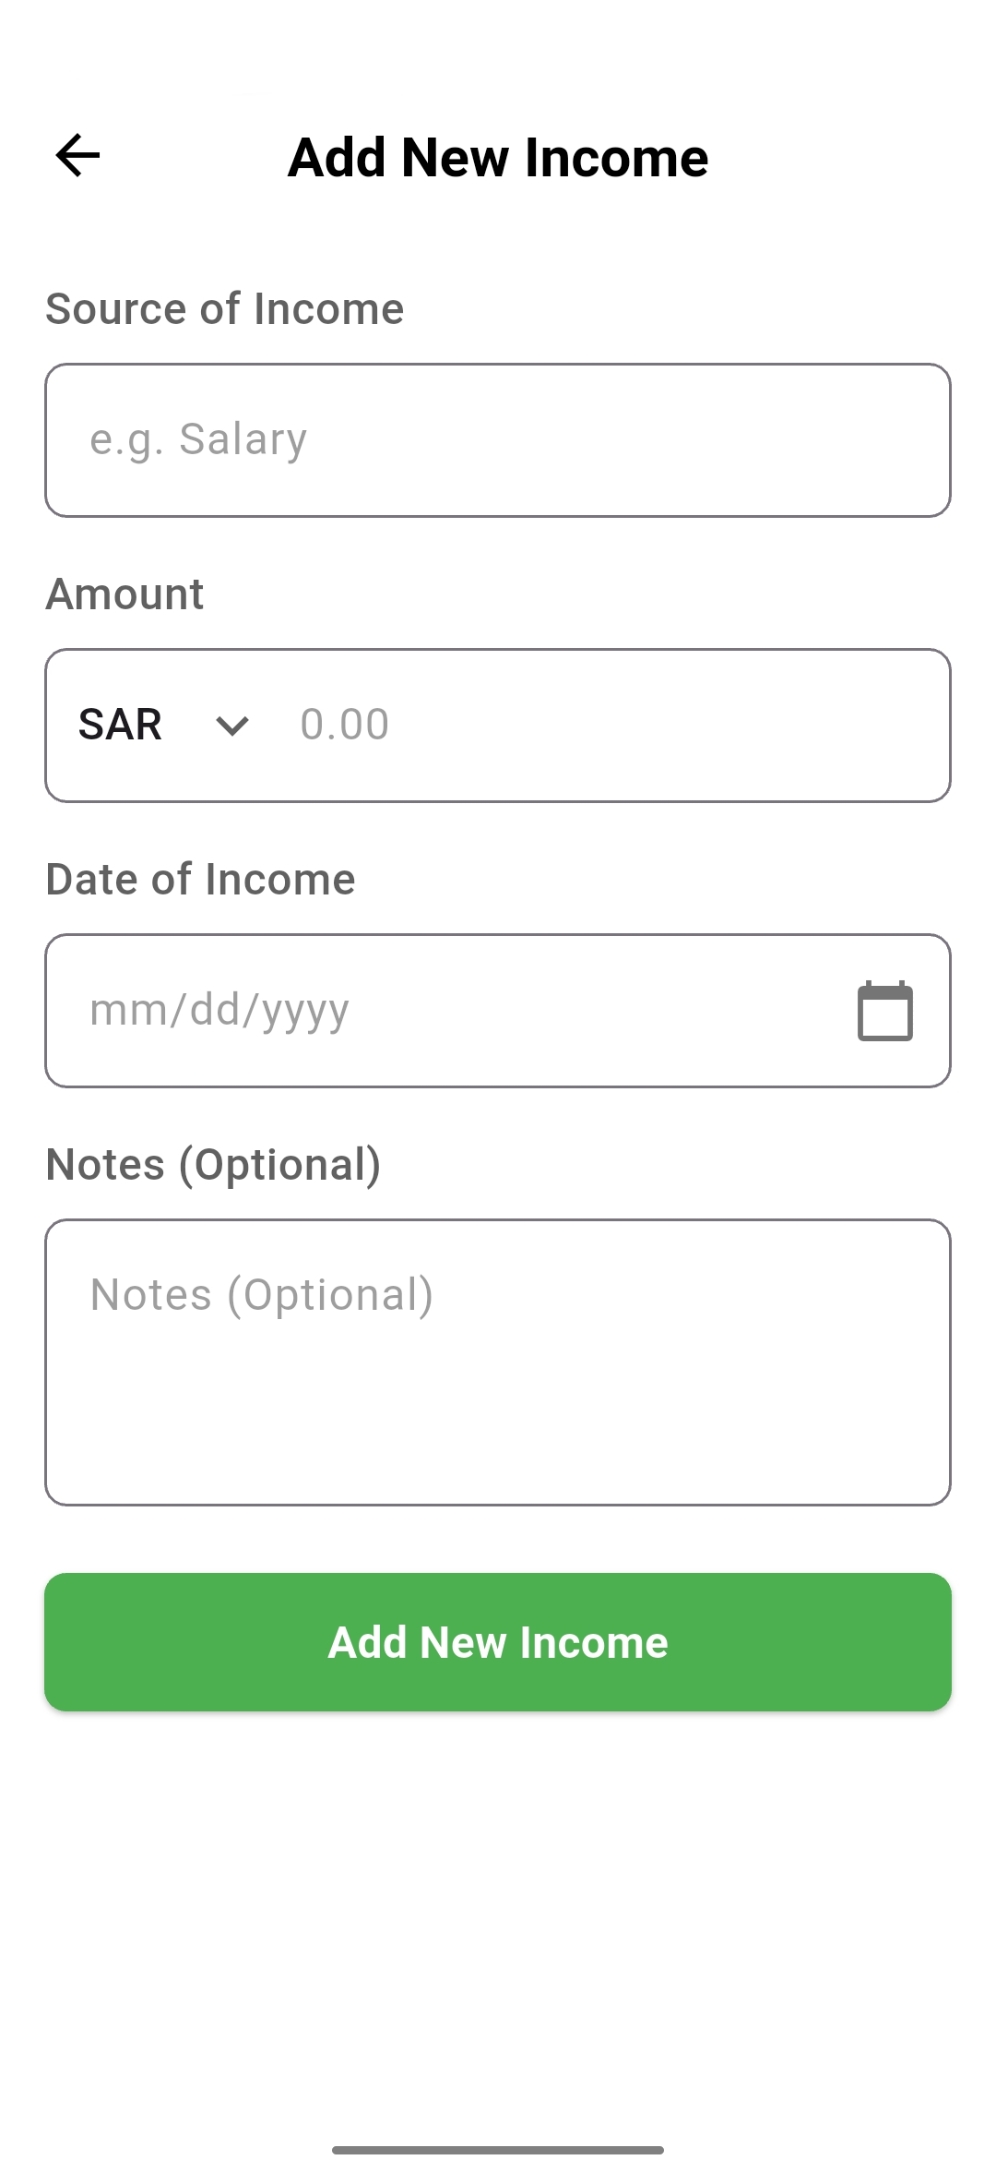 Add New Income
Source of Income
e.g. Salary
Amount
SAR 0.00
Date of Income
mm/dd/yyyy
Notes (Optional)
Notes (Optional)
Add New Income